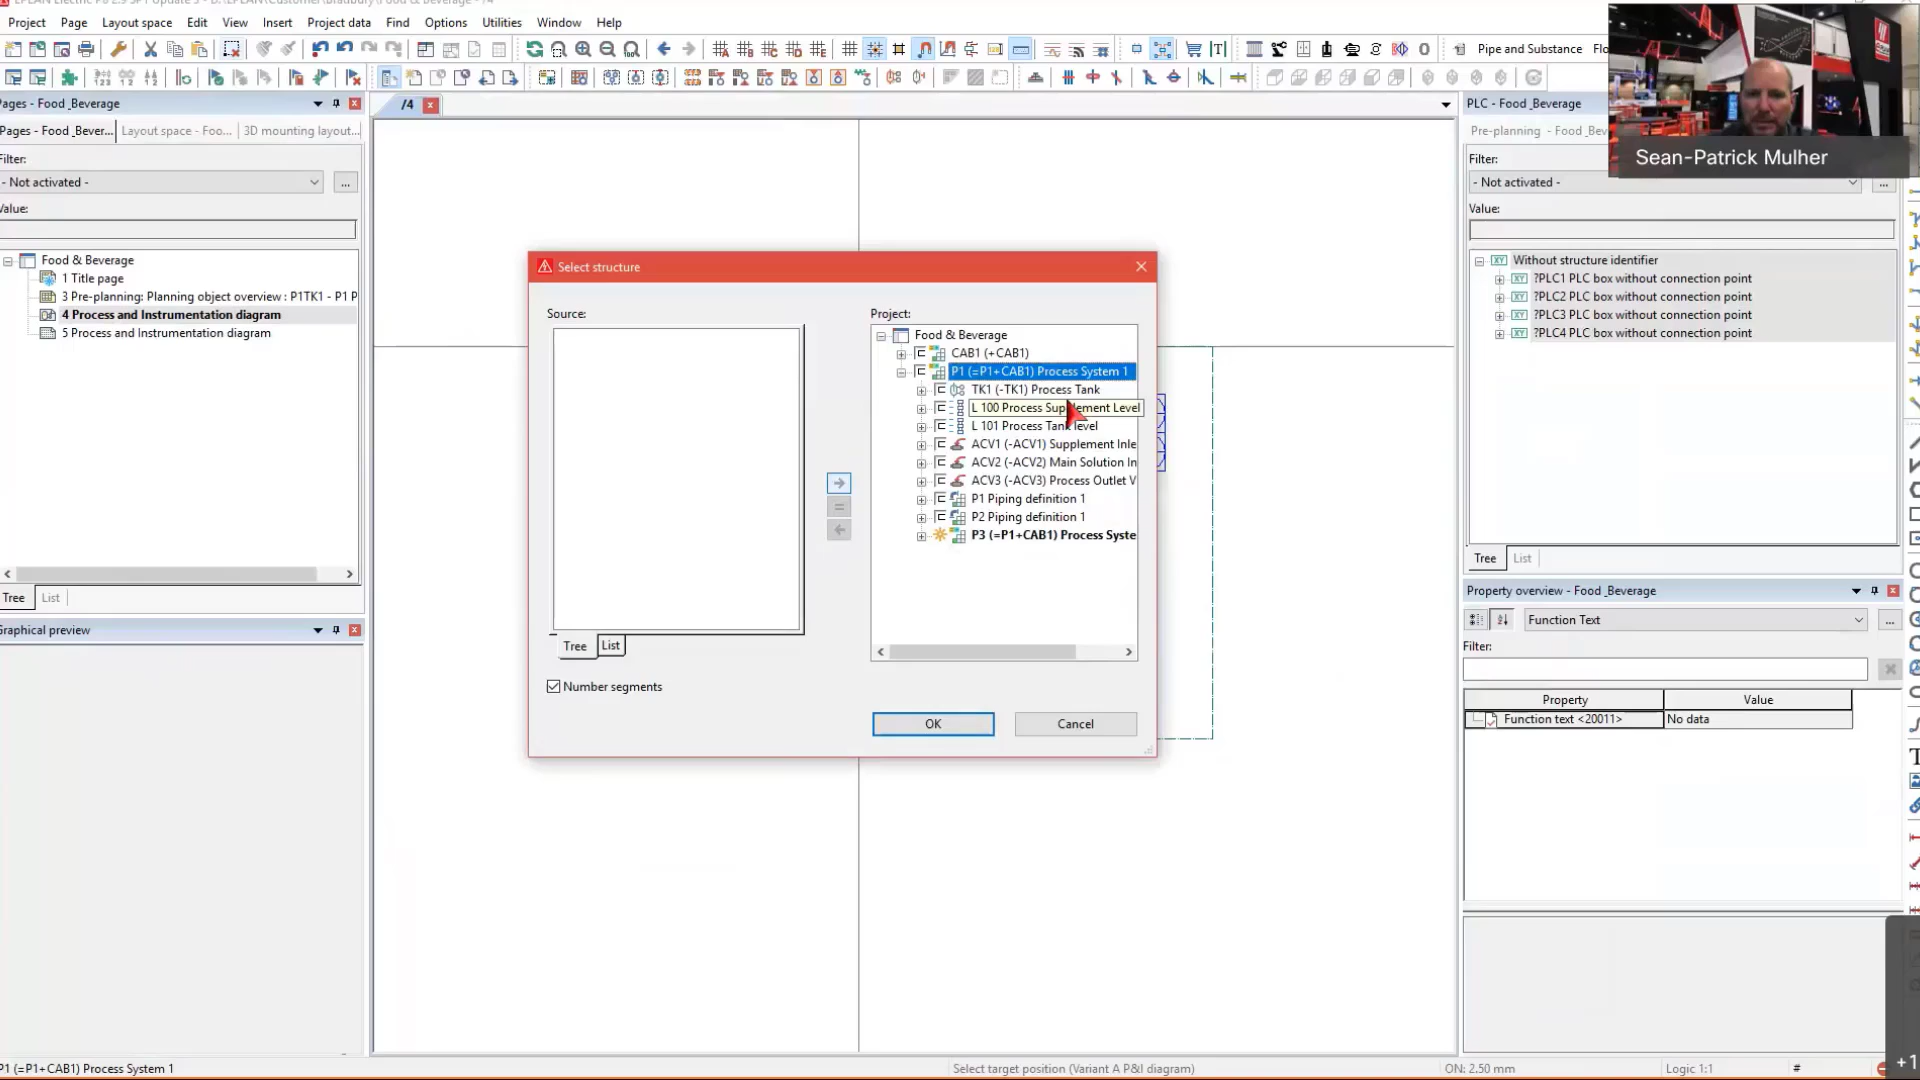 Project Page Layout space Edit View Insert Project data Find Options Utilities Window Help
Pipe and Substance
Sean-Patrick Mulher
Pages - Food_Beverage
Pages - Food_Bever... Layout space - Foo... 3D mounting layout...
Filter:
- Not activated -
...
Value:
Food & Beverage
1 Title page
3 Pre-planning: Planning object overview : P1TK1 - P1 P
4 Process and Instrumentation diagram
5 Process and Instrumentation diagram
Tree List
Graphical preview
/4
Select structure
Source:
Tree List
Number segments
Project:
Food & Beverage
CAB1 (+CAB1)
P1 (=P1+CAB1) Process System 1
TK1 (-TK1) Process Tank
L 100 Process Supplement Level
L 101 Process Tank level
ACV1 (-ACV1) Supplement Inle
ACV2 (-ACV2) Main Solution In
ACV3 (-ACV3) Process Outlet V
P1 Piping definition 1
P2 Piping definition 1
P3 (=P1+CAB1) Process Syste
OK Cancel
PLC - Food_Beverage
Pre-planning - Food_Bev
Filter:
- Not activated -
...
Value:
Without structure identifier
?PLC1 PLC box without connection point
?PLC2 PLC box without connection point
?PLC3 PLC box without connection point
?PLC4 PLC box without connection point
Tree List
Property overview - Food_Beverage
Function Text
...
Filter:
Property Value
Function text <20011> No data
+1
P1 (=P1+CAB1) Process System 1 Select target position (Variant A P&I diagram) ON: 2.50 mm Logic 1:1 #